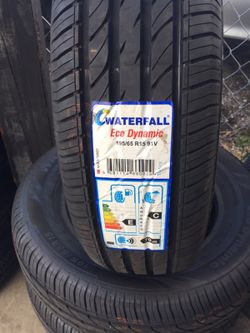 WATERFALL
Eco Dynamic
195/65 R15 91V
E
C